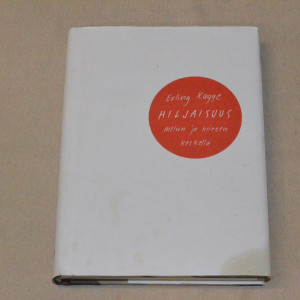 Erling Kagge
HILJAISUUS
melun ja kiireen
keskellä